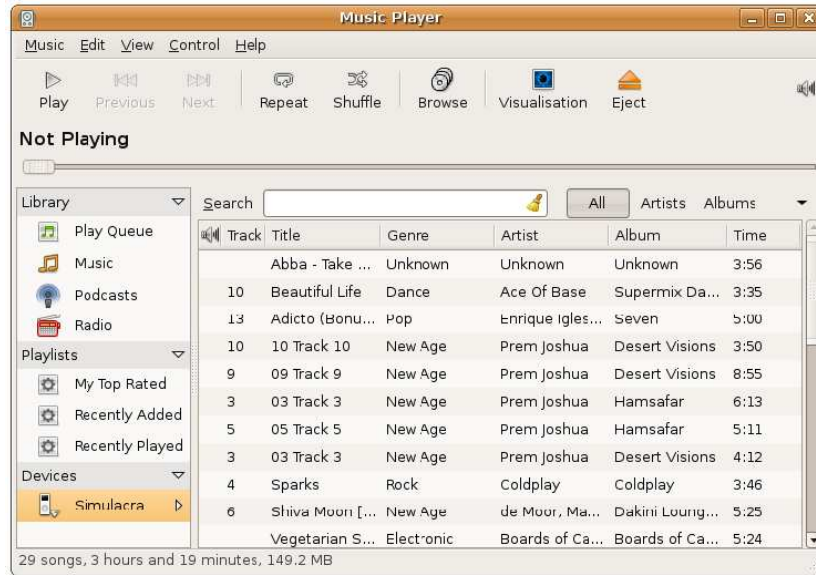 Music Player
Music Edit View Control Help
Play Previous Next Repeat Shuffle Browse Visualisation Eject
Not Playing
Library
Play Queue
Music
Podcasts
Radio
Playlists
My Top Rated
Recently Added
Recently Played
Devices
Simulacra
Search All Artists Albums
Track Title Genre Artist Album Time
Abba - Take ... Unknown Unknown Unknown 3:56
10 Beautiful Life Dance Ace Of Base Supermix Da... 3:35
13 Adicto (Bonu... Pop Enrique Igles... Seven 5:00
10 10 Track 10 New Age Prem Joshua Desert Visions 3:50
9 09 Track 9 New Age Prem Joshua Desert Visions 8:55
3 03 Track 3 New Age Prem Joshua Hamsafar 6:13
5 05 Track 5 New Age Prem Joshua Hamsafar 5:11
3 03 Track 3 New Age Prem Joshua Desert Visions 4:12
4 Sparks Rock Coldplay Coldplay 3:46
6 Shiva Moon [... New Age de Moor, Ma... Dakini Loung... 5:25
Vegetarian S... Electronic Boards of Ca... Boards of Ca... 5:24
29 songs, 3 hours and 19 minutes, 149.2 MB